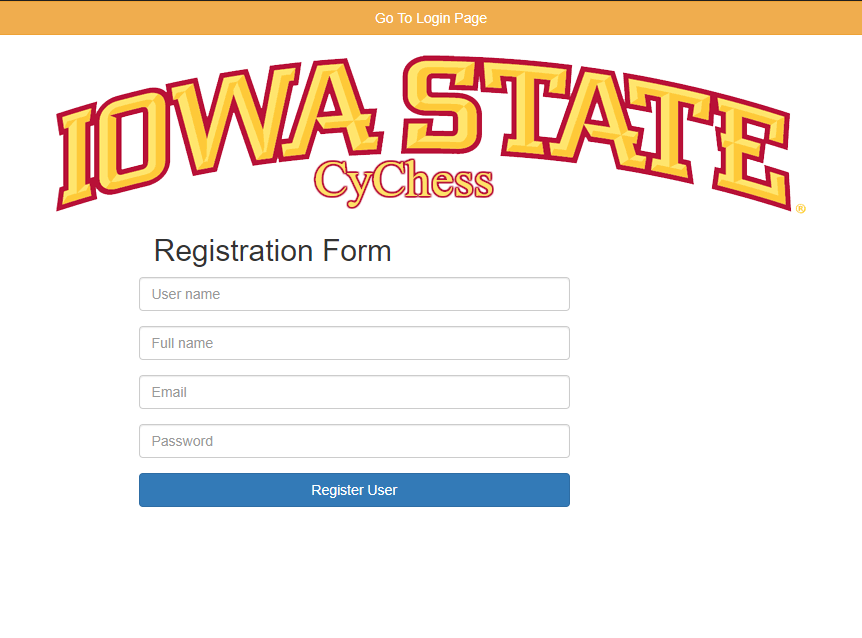 Go To Login Page
IOWA STATE
CyChess
®
Registration Form
User name
Full name
Email
Password
Register User